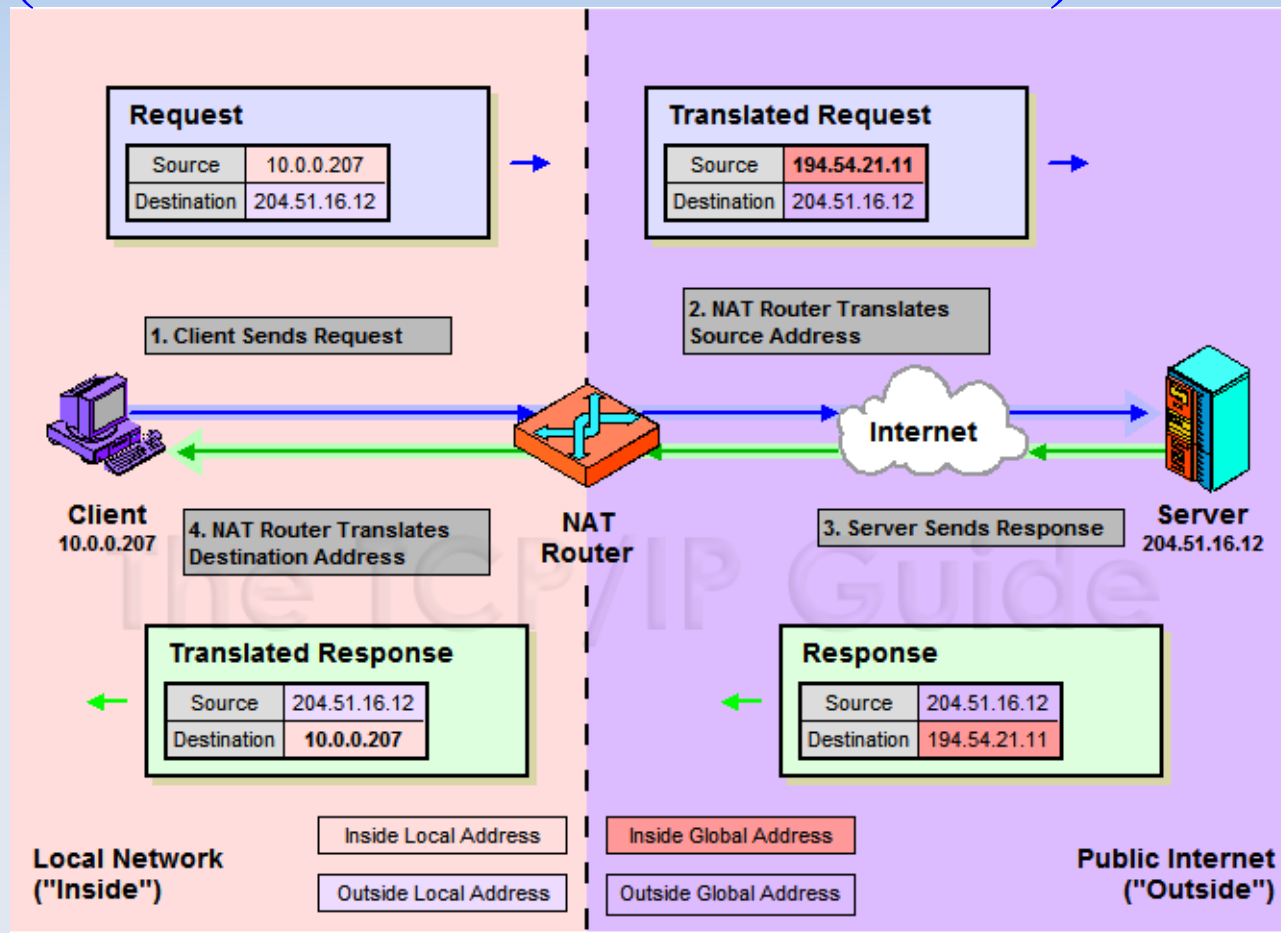 Request
Source 10.0.0.207
Destination 204.51.16.12
Translated Request
Source 194.54.21.11
Destination 204.51.16.12
1. Client Sends Request
2. NAT Router Translates
Source Address
Internet
Client
10.0.0.207
4. NAT Router Translates
Destination Address
NAT
Router
3. Server Sends Response
Server
204.51.16.12
The TCP/IP Guide
Translated Response
Source 204.51.16.12
Destination 10.0.0.207
Response
Source 204.51.16.12
Destination 194.54.21.11
Local Network
("Inside")
Inside Local Address
Outside Local Address
Inside Global Address
Outside Global Address
Public Internet
("Outside")